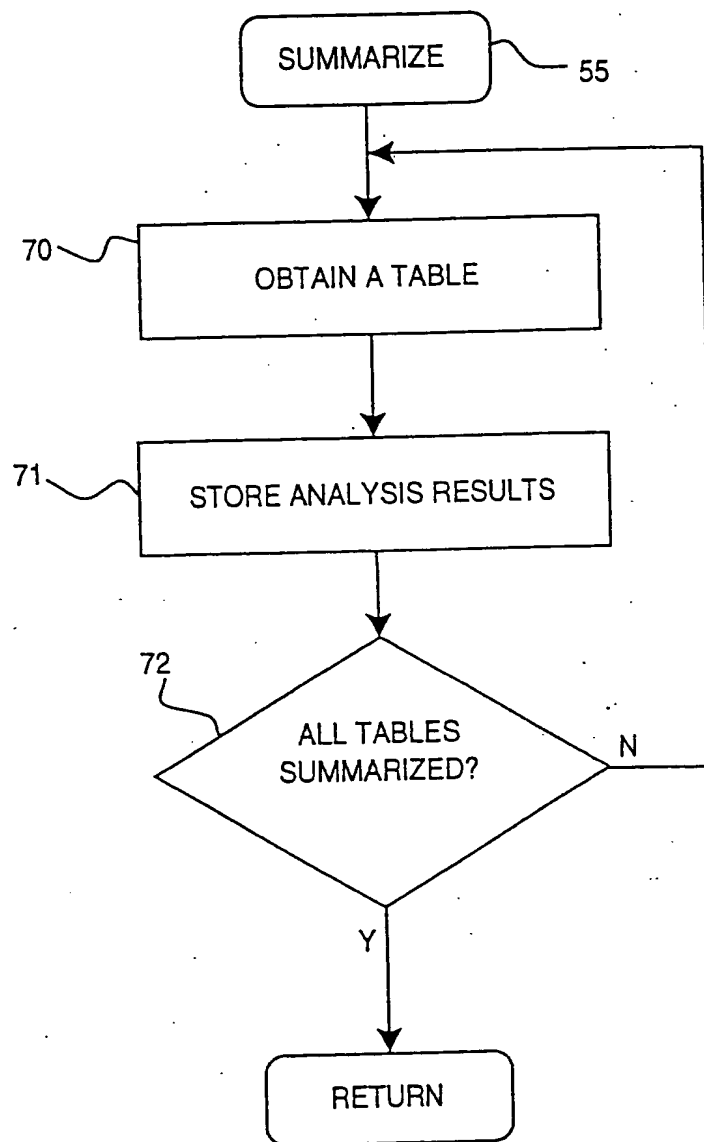 SUMMARIZE
55
70
OBTAIN A TABLE
71
STORE ANALYSIS RESULTS
72
ALL TABLES
SUMMARIZED?
N
Y
RETURN